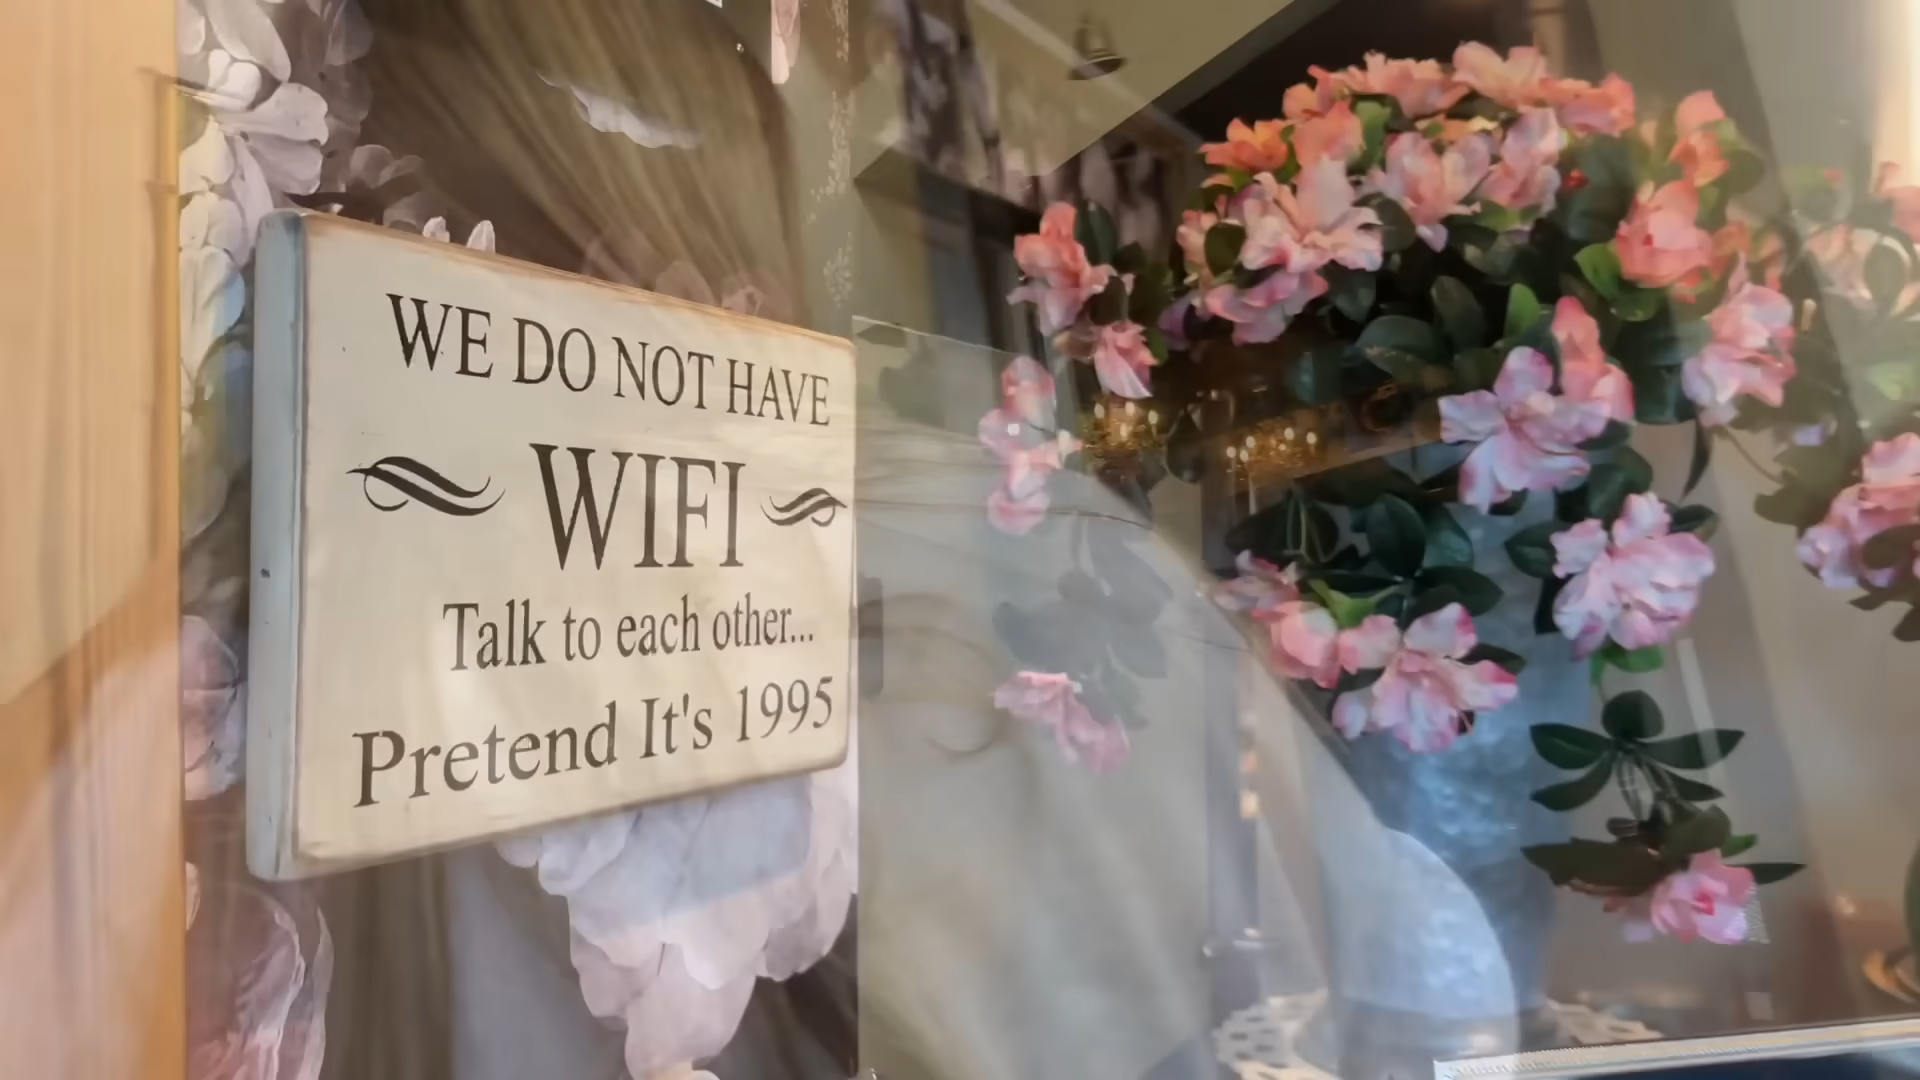 WE DO NOT HAVE
WIFI
Talk to each other...
Pretend It's 1995